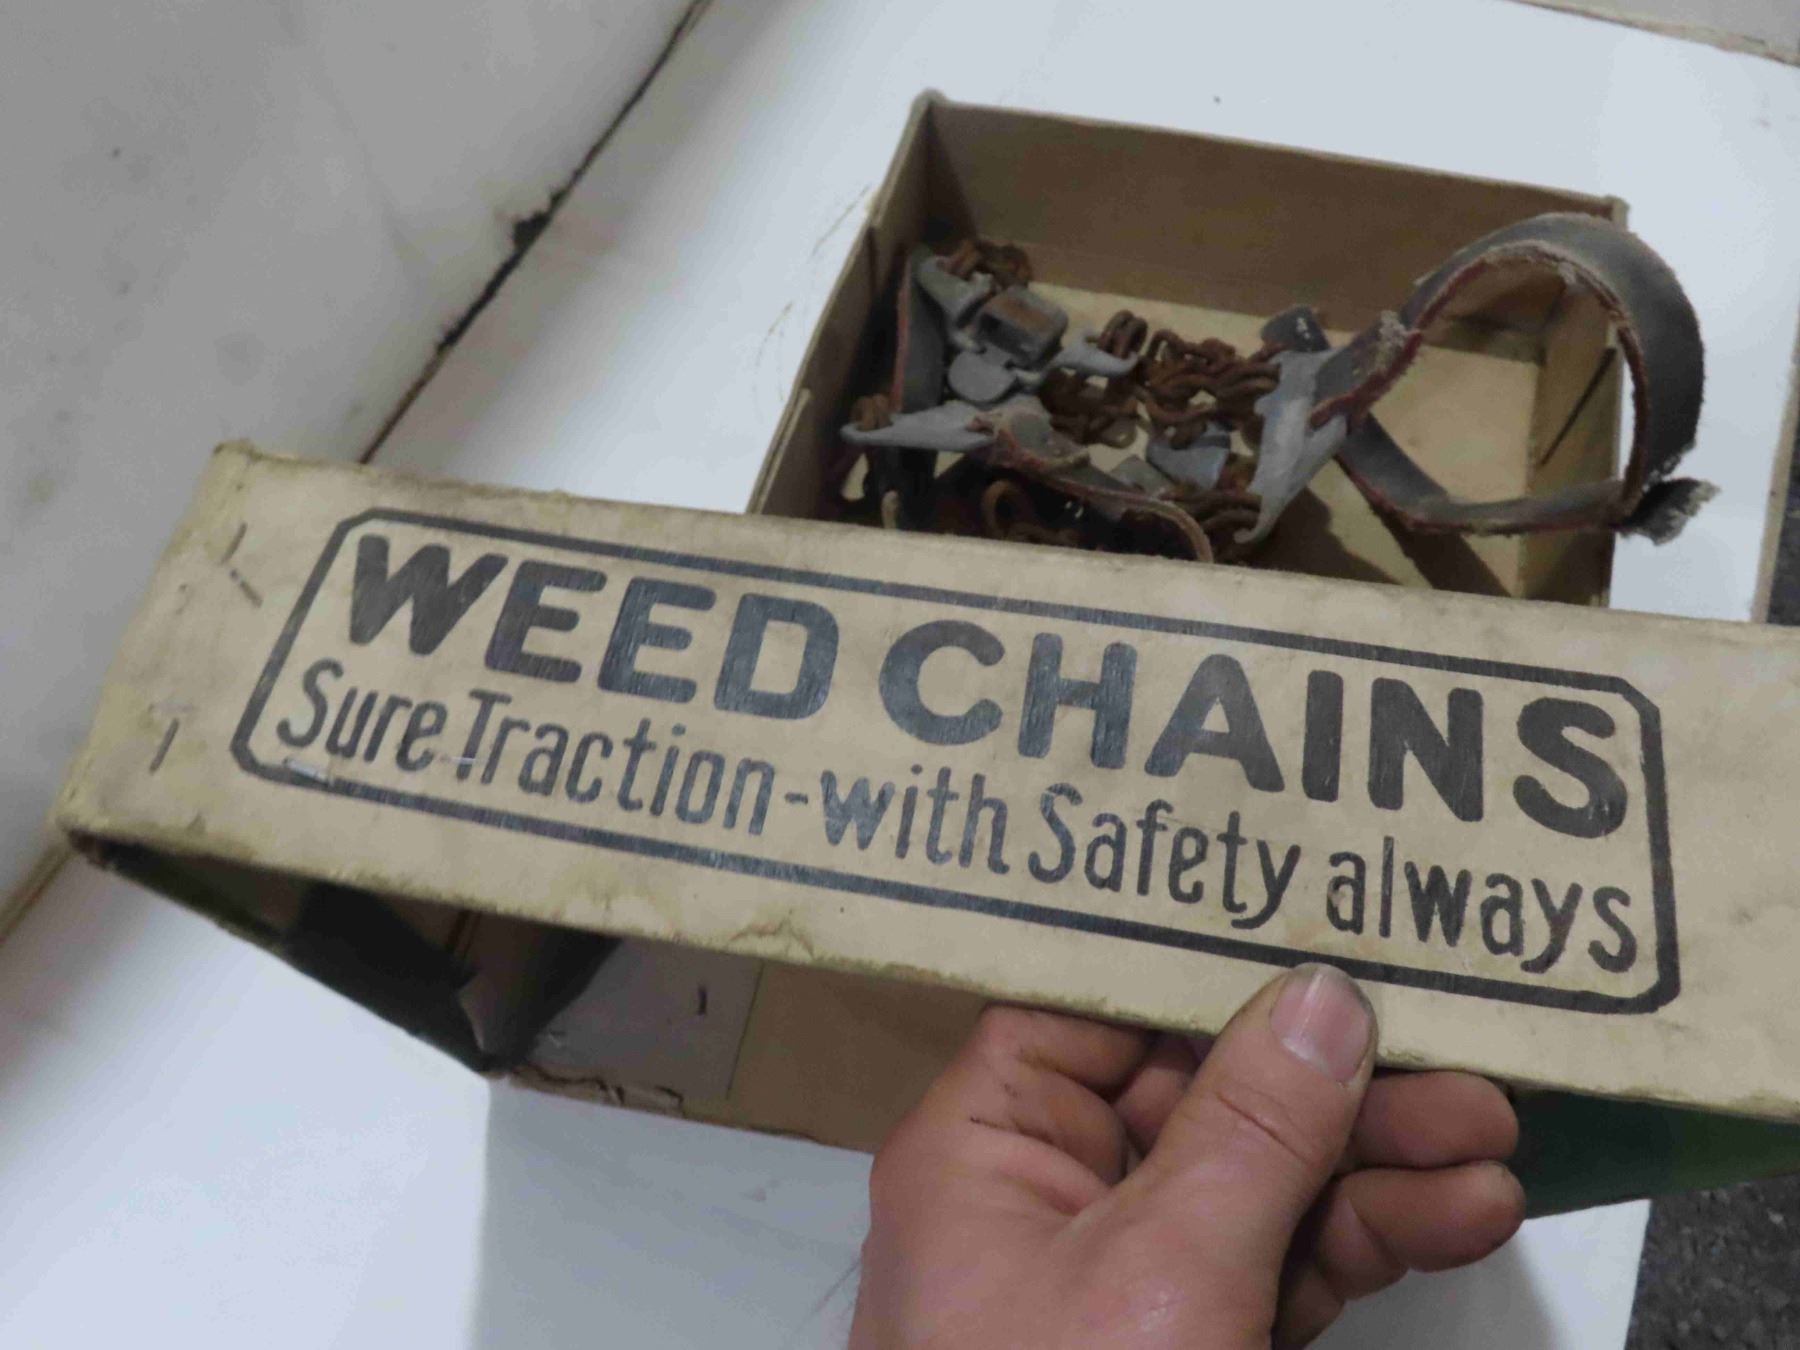 WEED CHAINS
Sure Traction - with Safety always